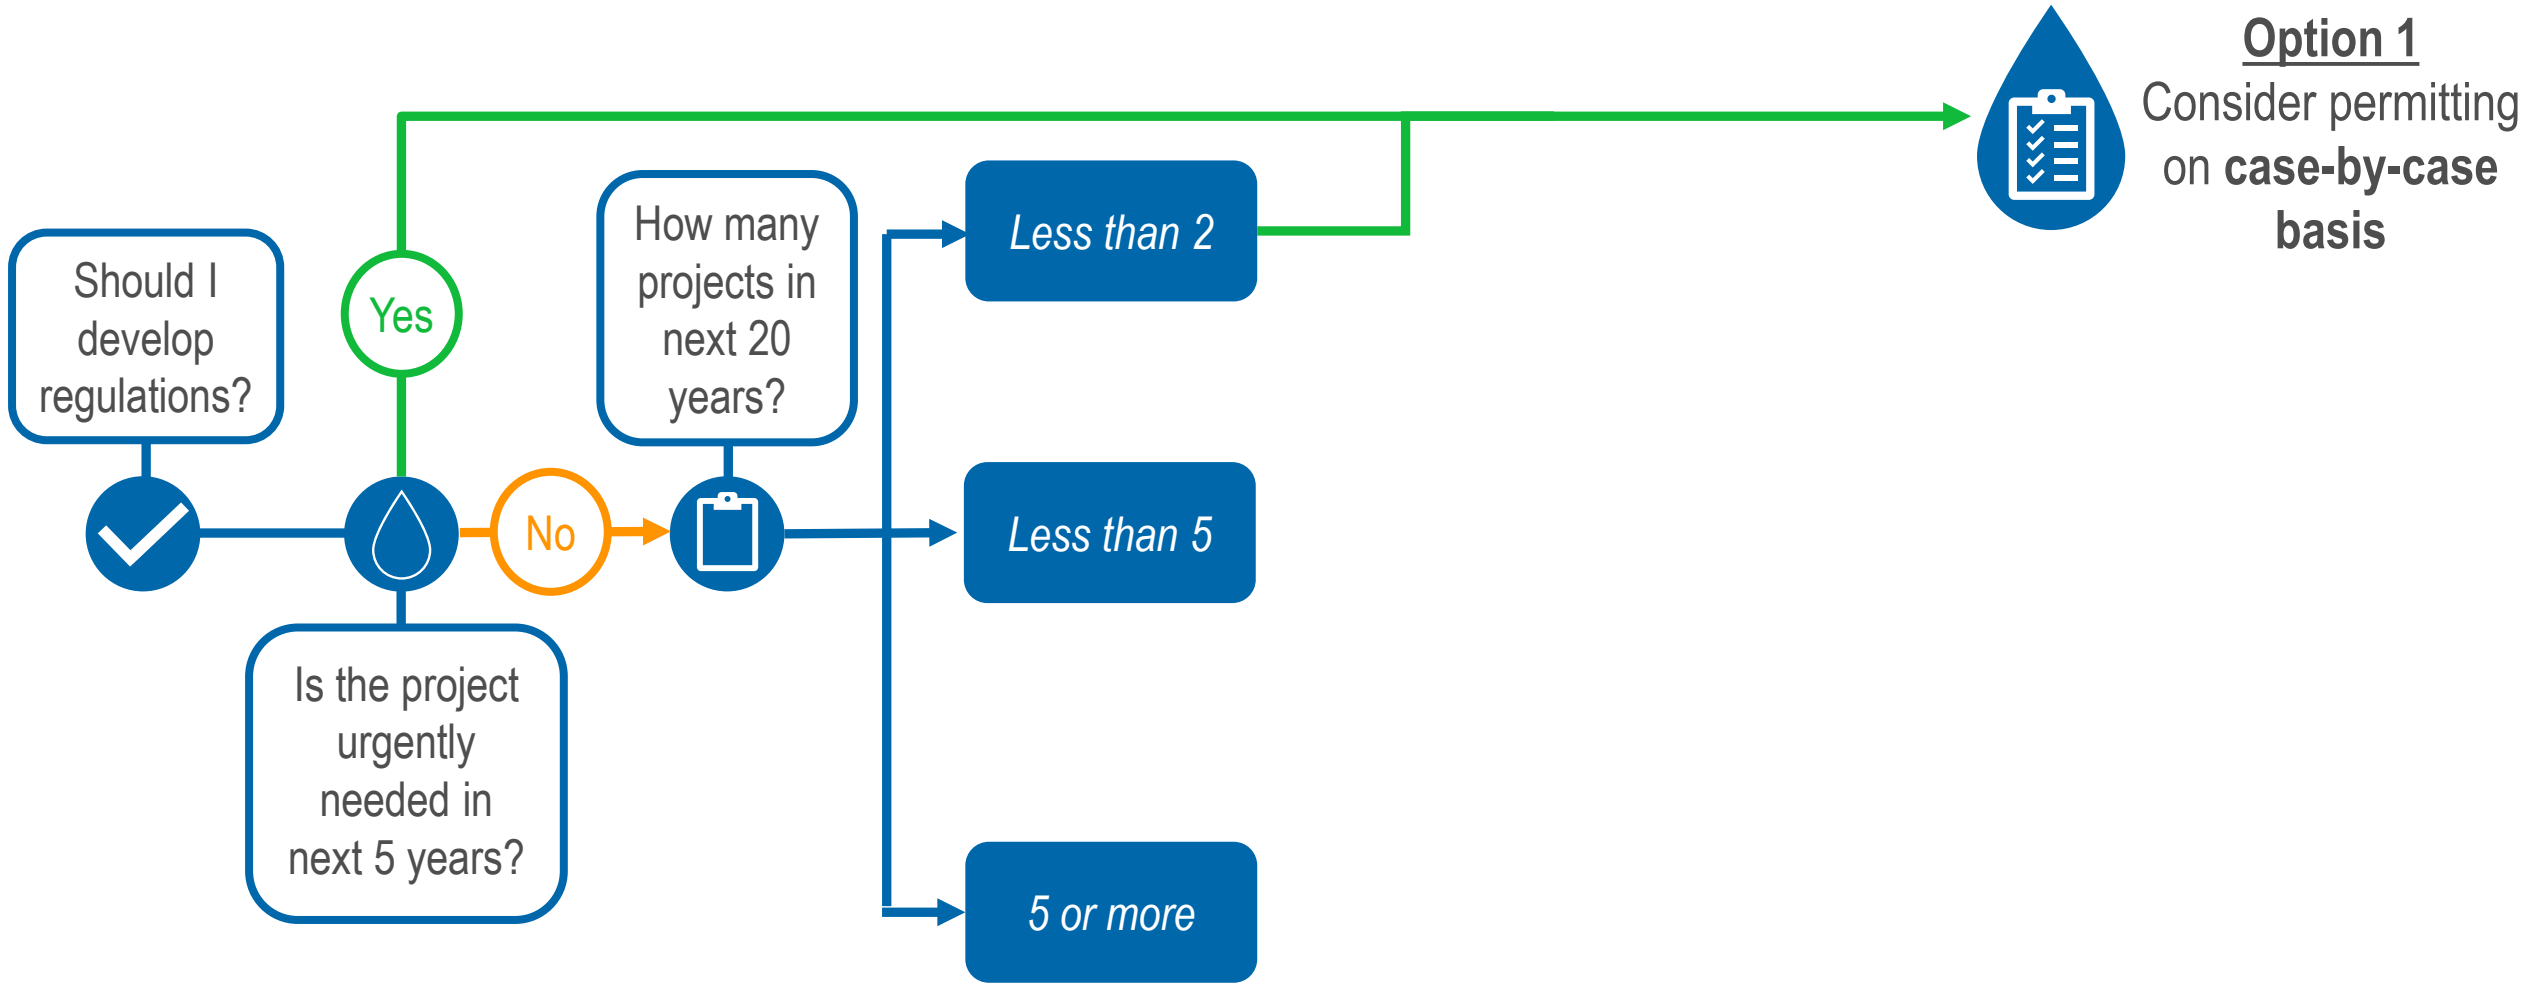 Should I
develop
regulations?
Yes
Is the project
urgently
needed in
next 5 years?
No
How many
projects in
next 20
years?
Less than 2
Less than 5
5 or more
Option 1
Consider permitting
on case-by-case
basis